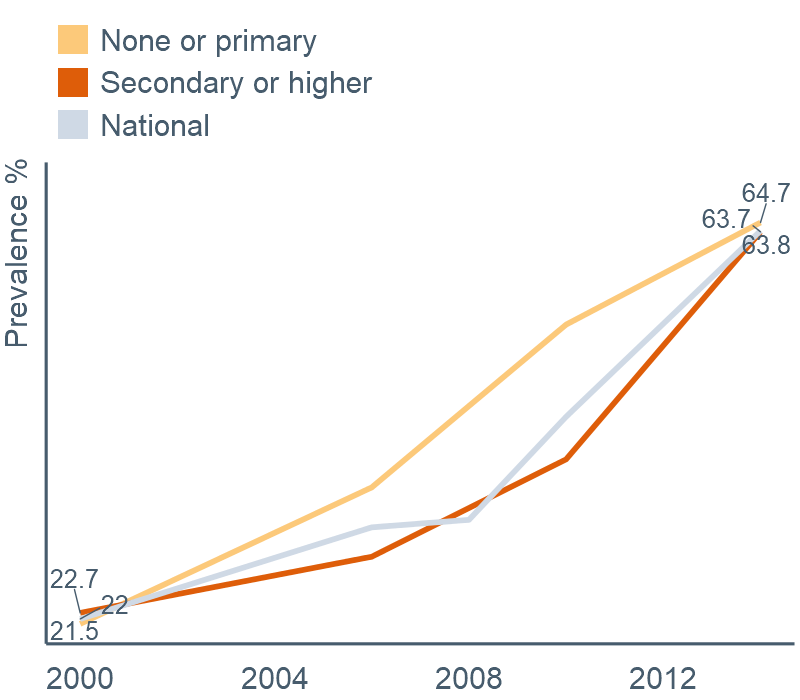 None or primary
Secondary or higher
National
Prevalence %
64.7
63.7
63.8
22.7
22
21.5
2000 2004 2008 2012